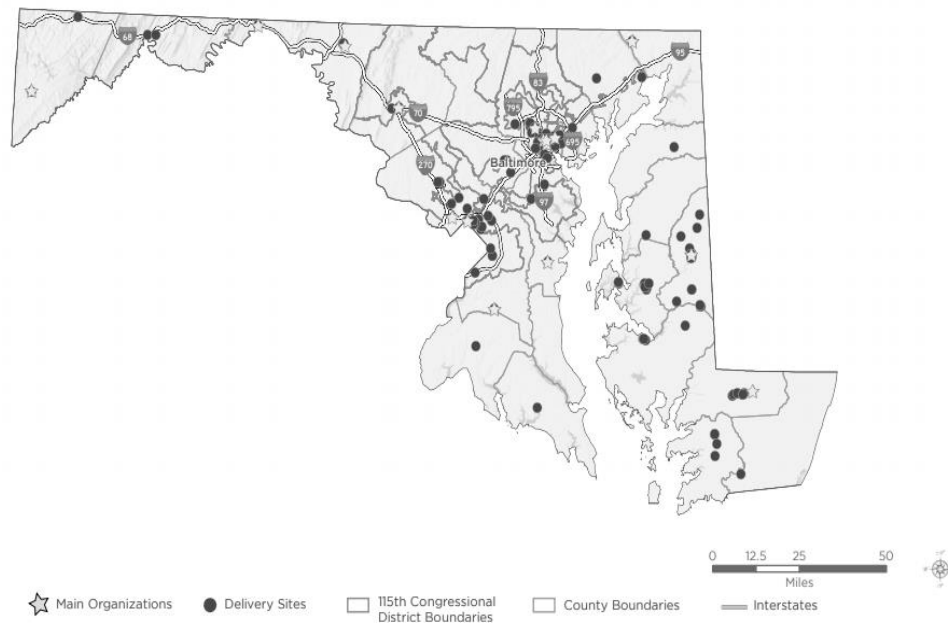 68
95
83
795
70
695
270
Baltimore
97
0 12.5 25 50
Miles
Main Organizations
Delivery Sites
115th Congressional
District Boundaries
County Boundaries
Interstates